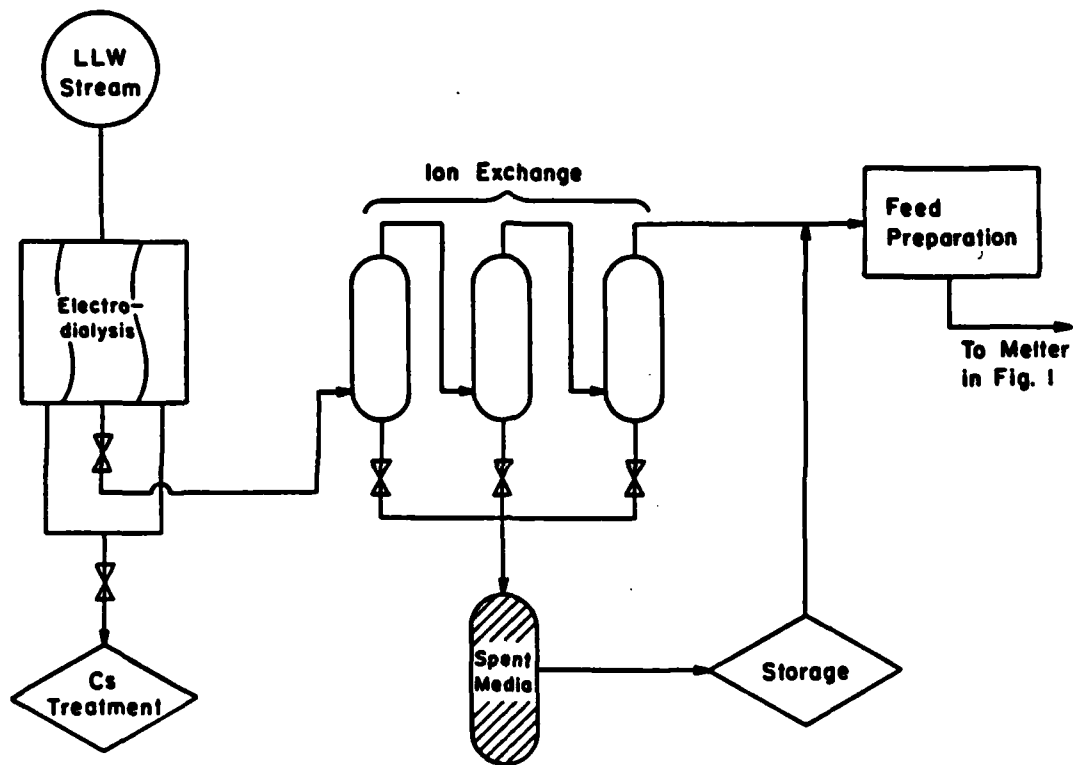 LLW
Stream
Ion Exchange
Feed
Preparation
Electro-
dialysis
To Melter
in Fig. 1
Spent
Media
Storage
Cs
Treatment